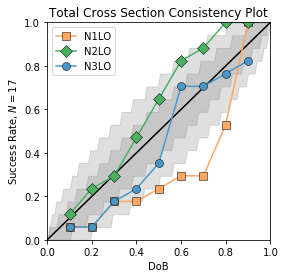 Total Cross Section Consistency Plot
1.0
0.8
0.6
0.4
0.2
0.0
Success Rate, N = 17
N1LO
N2LO
N3LO
0.0 0.2 0.4 0.6 0.8 1.0
DoB